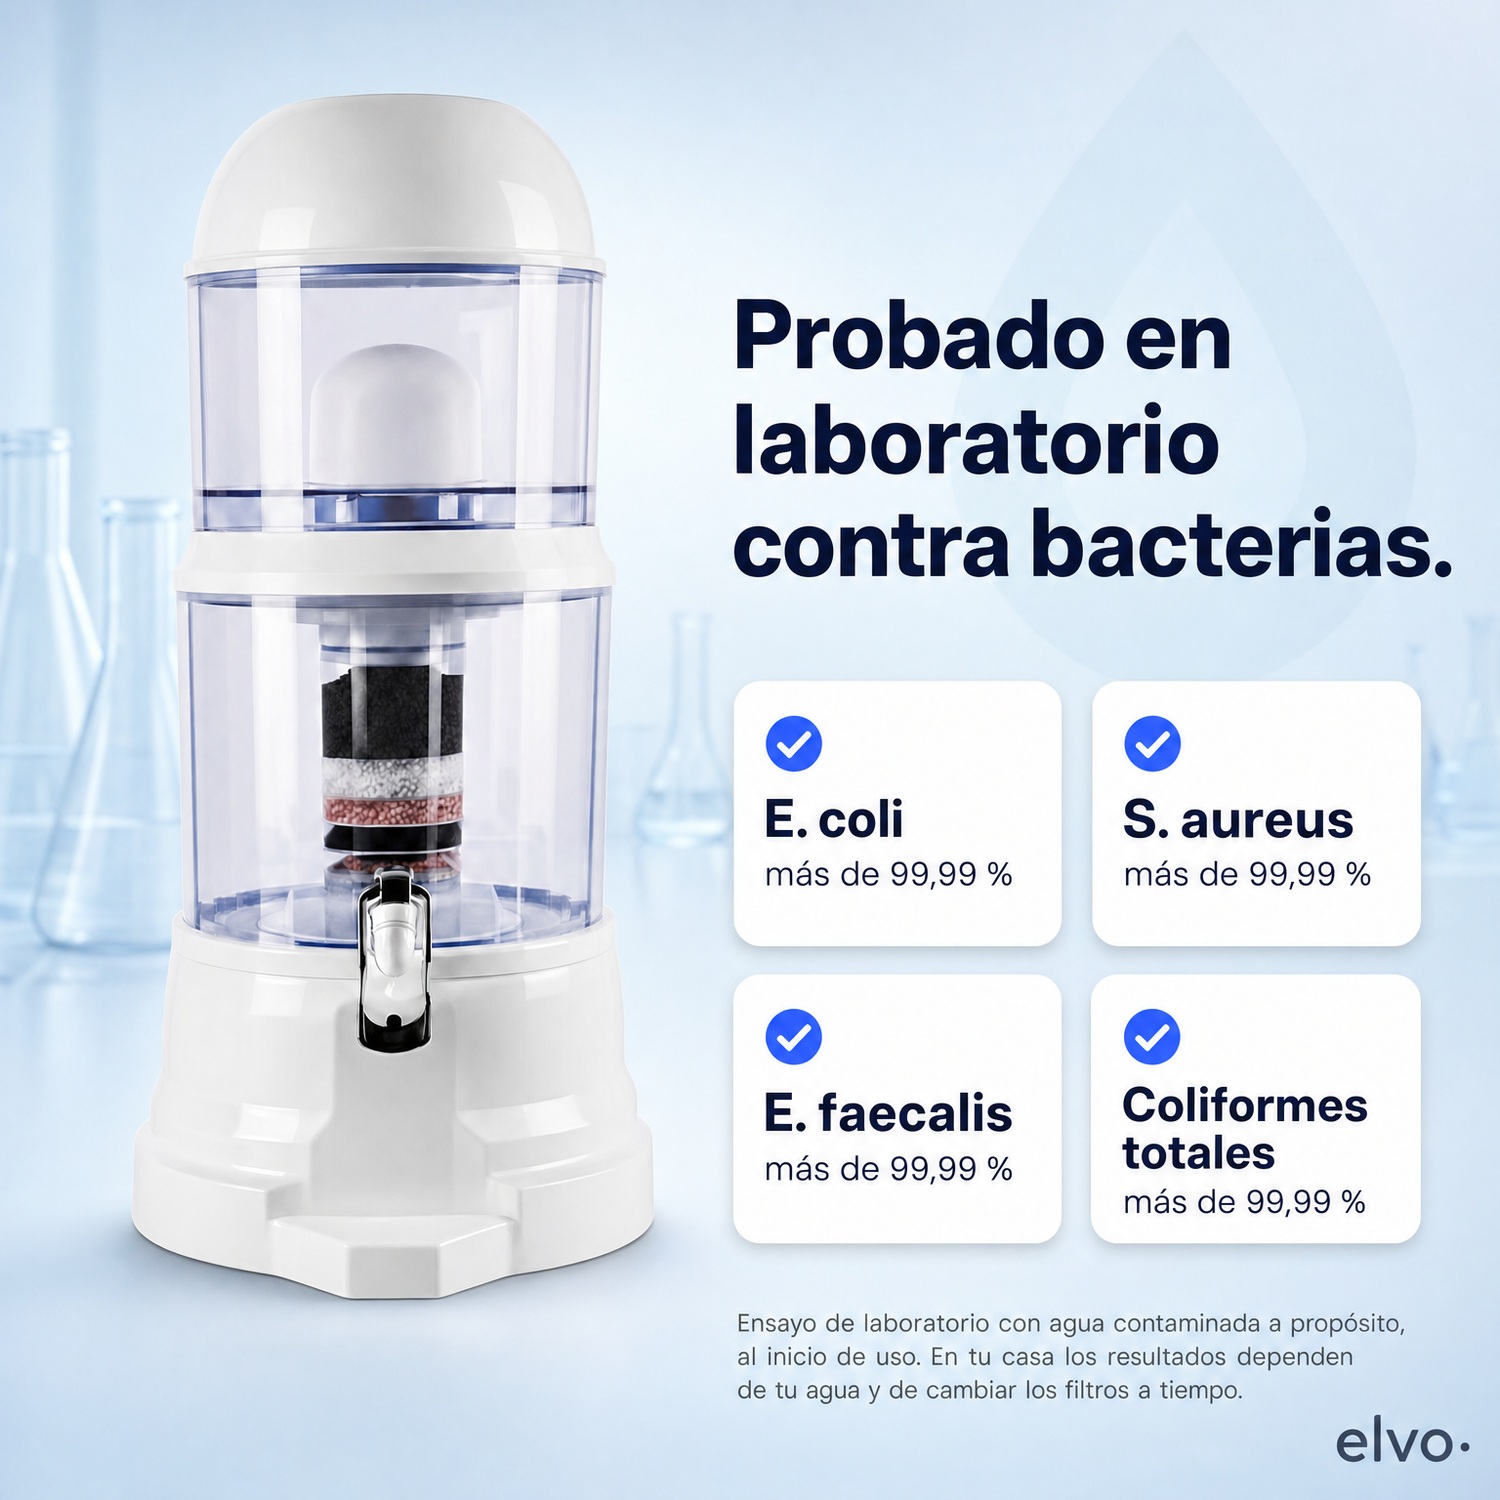 Probado en
laboratorio
contra bacterias.
E. coli
más de 99,99 %
S. aureus
más de 99,99 %
E. faecalis
más de 99,99 %
Coliformes
totales
más de 99,99 %
Ensayo de laboratorio con agua contaminada a propósito,
al inicio de uso. En tu casa los resultados dependen
de tu agua y de cambiar los filtros a tiempo.
elvo.